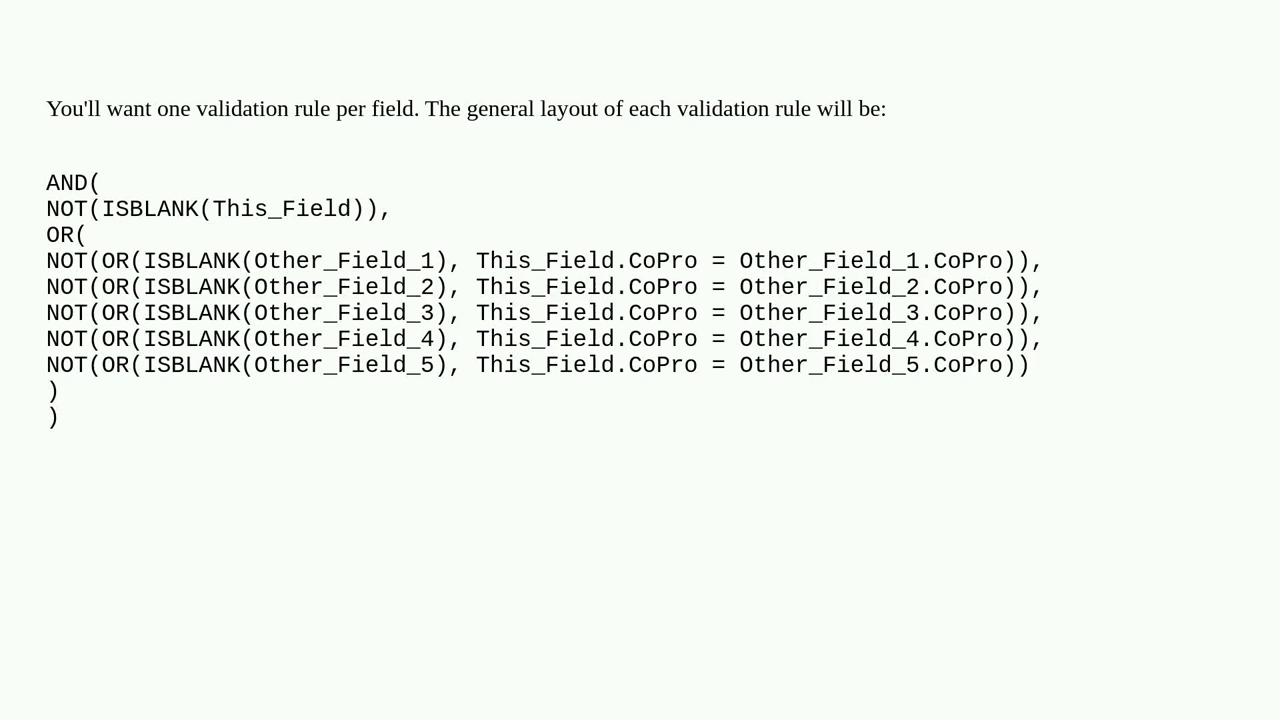 You'll want one validation rule per field. The general layout of each validation rule will be:
AND(
NOT(ISBLANK(This_Field)),
OR(
NOT(OR(ISBLANK(Other_Field_1), This_Field.CoPro = Other_Field_1.CoPro)),
NOT(OR(ISBLANK(Other_Field_2), This_Field.CoPro = Other_Field_2.CoPro)),
NOT(OR(ISBLANK(Other_Field_3), This_Field.CoPro = Other_Field_3.CoPro)),
NOT(OR(ISBLANK(Other_Field_4), This_Field.CoPro = Other_Field_4.CoPro)),
NOT(OR(ISBLANK(Other_Field_5), This_Field.CoPro = Other_Field_5.CoPro))
)
)